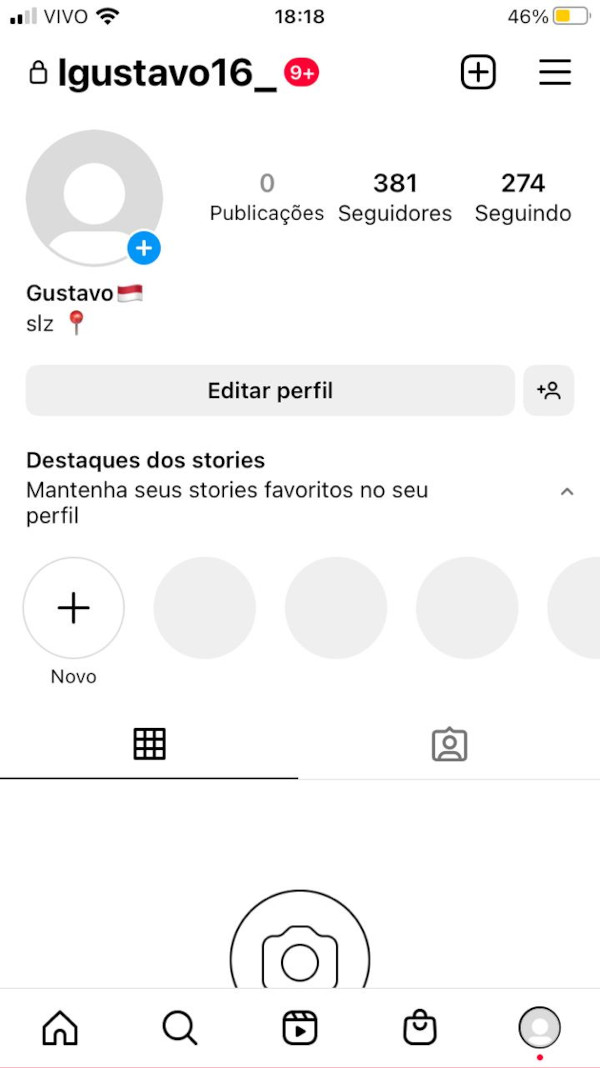 VIVO 18:18 46%
lgustavo16_ 9+
0 381 274
Publicações Seguidores Seguindo
Gustavo🇮🇩
slz 📍
Editar perfil
Destaques dos stories
Mantenha seus stories favoritos no seu
perfil
Novo